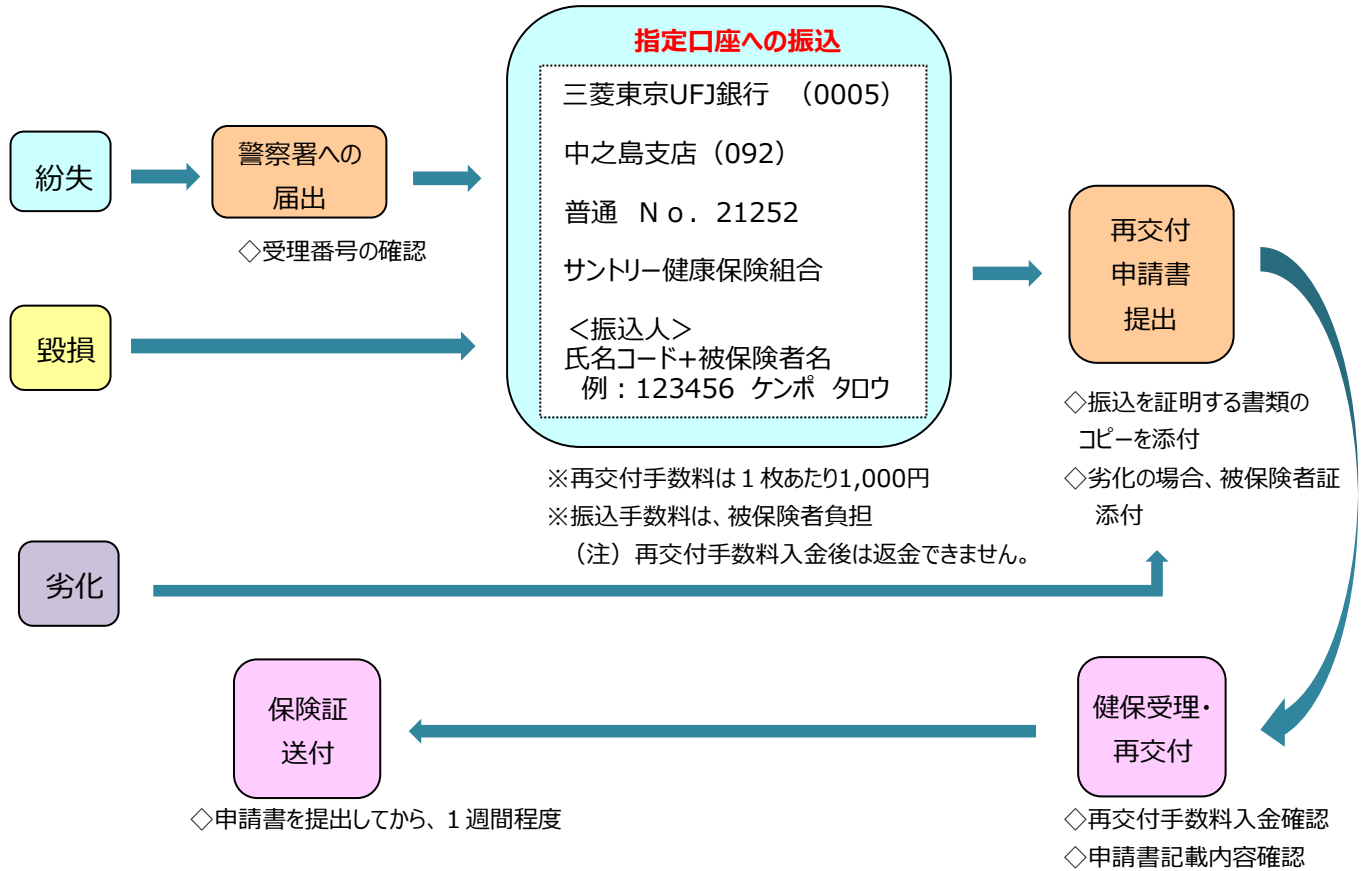 指定口座への振込
三菱東京UFJ銀行　（0005）
中之島支店（092）
普通　Ｎｏ．21252
サントリー健康保険組合
＜振込人＞
氏名コード+被保険者名
例：123456 ケンポ タロウ
紛失
警察署への
届出
◇受理番号の確認
毀損
再交付
申請書
提出
◇振込を証明する書類の
コピーを添付
◇劣化の場合、被保険者証
添付
※再交付手数料は１枚あたり1,000円
※振込手数料は、被保険者負担
（注）再交付手数料入金後は返金できません。
劣化
保険証
送付
◇申請書を提出してから、１週間程度
健保受理・
再交付
◇再交付手数料入金確認
◇申請書記載内容確認